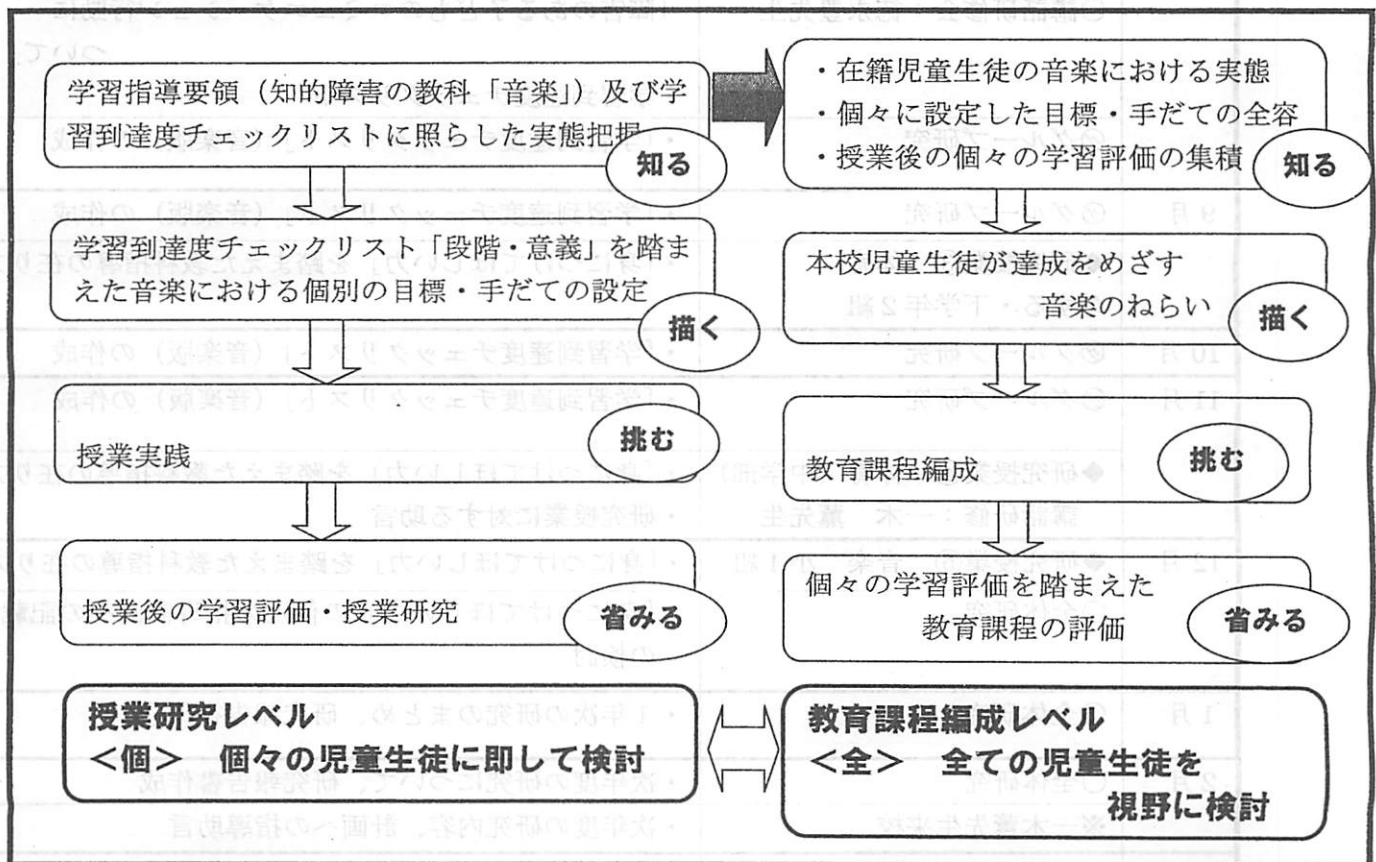 学習指導要領（知的障害の教科「音楽」）及び学
習到達度チェックリストに照らした実態把握
知る
学習到達度チェックリスト「段階・意義」を踏ま
えた音楽における個別の目標・手だての設定
描く
授業実践
挑む
授業後の学習評価・授業研究
省みる
授業研究レベル
＜個＞　個々の児童生徒に即して検討
・在籍児童生徒の音楽における実態
・個々に設定した目標・手だての全容
・授業後の個々の学習評価の集積
知る
本校児童生徒が達成をめざす
音楽のねらい
描く
教育課程編成
挑む
個々の学習評価を踏まえた
教育課程の評価
省みる
教育課程編成レベル
＜全＞　全ての児童生徒を
視野に検討